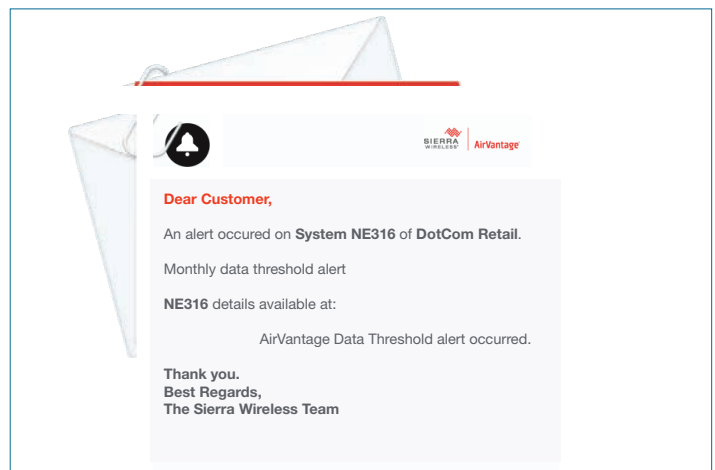 SIERRA
WIRELESS AirVantage
Dear Customer,
An alert occured on System NE316 of DotCom Retail.
Monthly data threshold alert
NE316 details available at:
AirVantage Data Threshold alert occurred.
Thank you.
Best Regards,
The Sierra Wireless Team